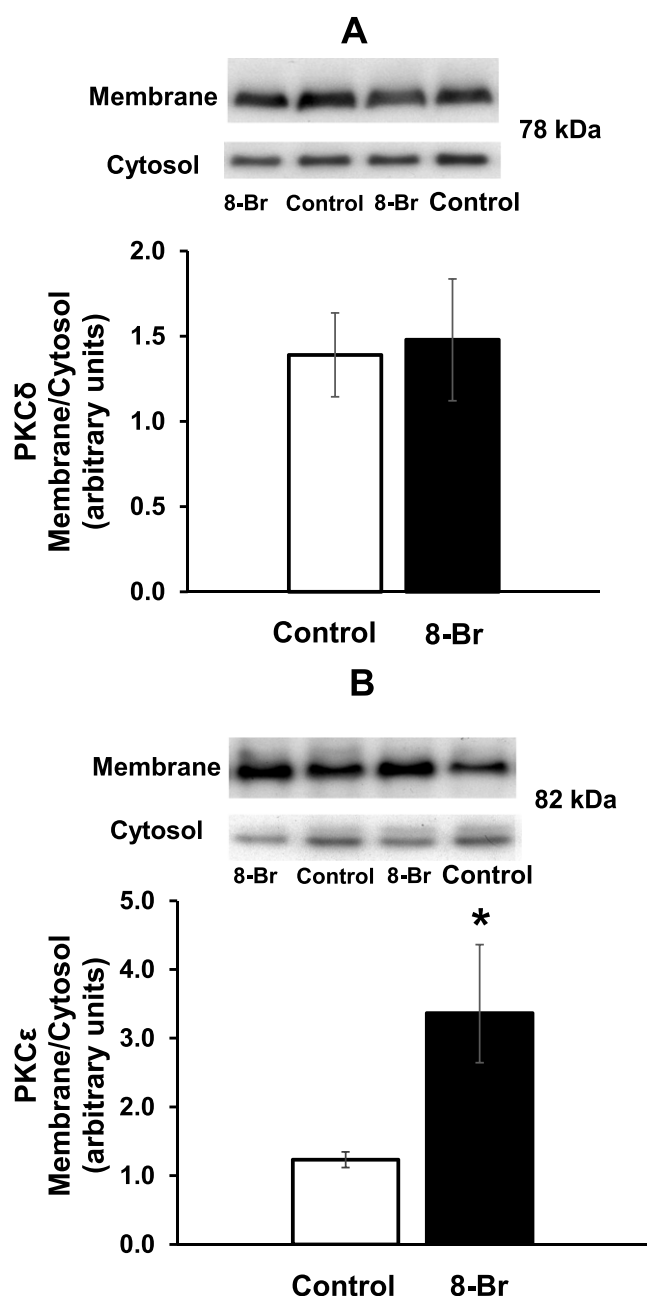 A
Membrane
78 kDa
Cytosol
8-Br Control 8-Br Control
PKCδ
Membrane/Cytosol
(arbitrary units)
2.0
1.5
1.0
0.5
0.0
Control 8-Br
B
Membrane
82 kDa
Cytosol
8-Br Control 8-Br Control
PKCε
Membrane/Cytosol
(arbitrary units)
5.0
*
4.0
3.0
2.0
1.0
0.0
Control 8-Br